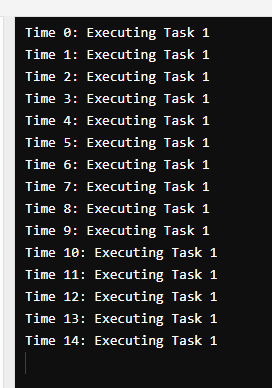 Time 0: Executing Task 1
Time 1: Executing Task 1
Time 2: Executing Task 1
Time 3: Executing Task 1
Time 4: Executing Task 1
Time 5: Executing Task 1
Time 6: Executing Task 1
Time 7: Executing Task 1
Time 8: Executing Task 1
Time 9: Executing Task 1
Time 10: Executing Task 1
Time 11: Executing Task 1
Time 12: Executing Task 1
Time 13: Executing Task 1
Time 14: Executing Task 1